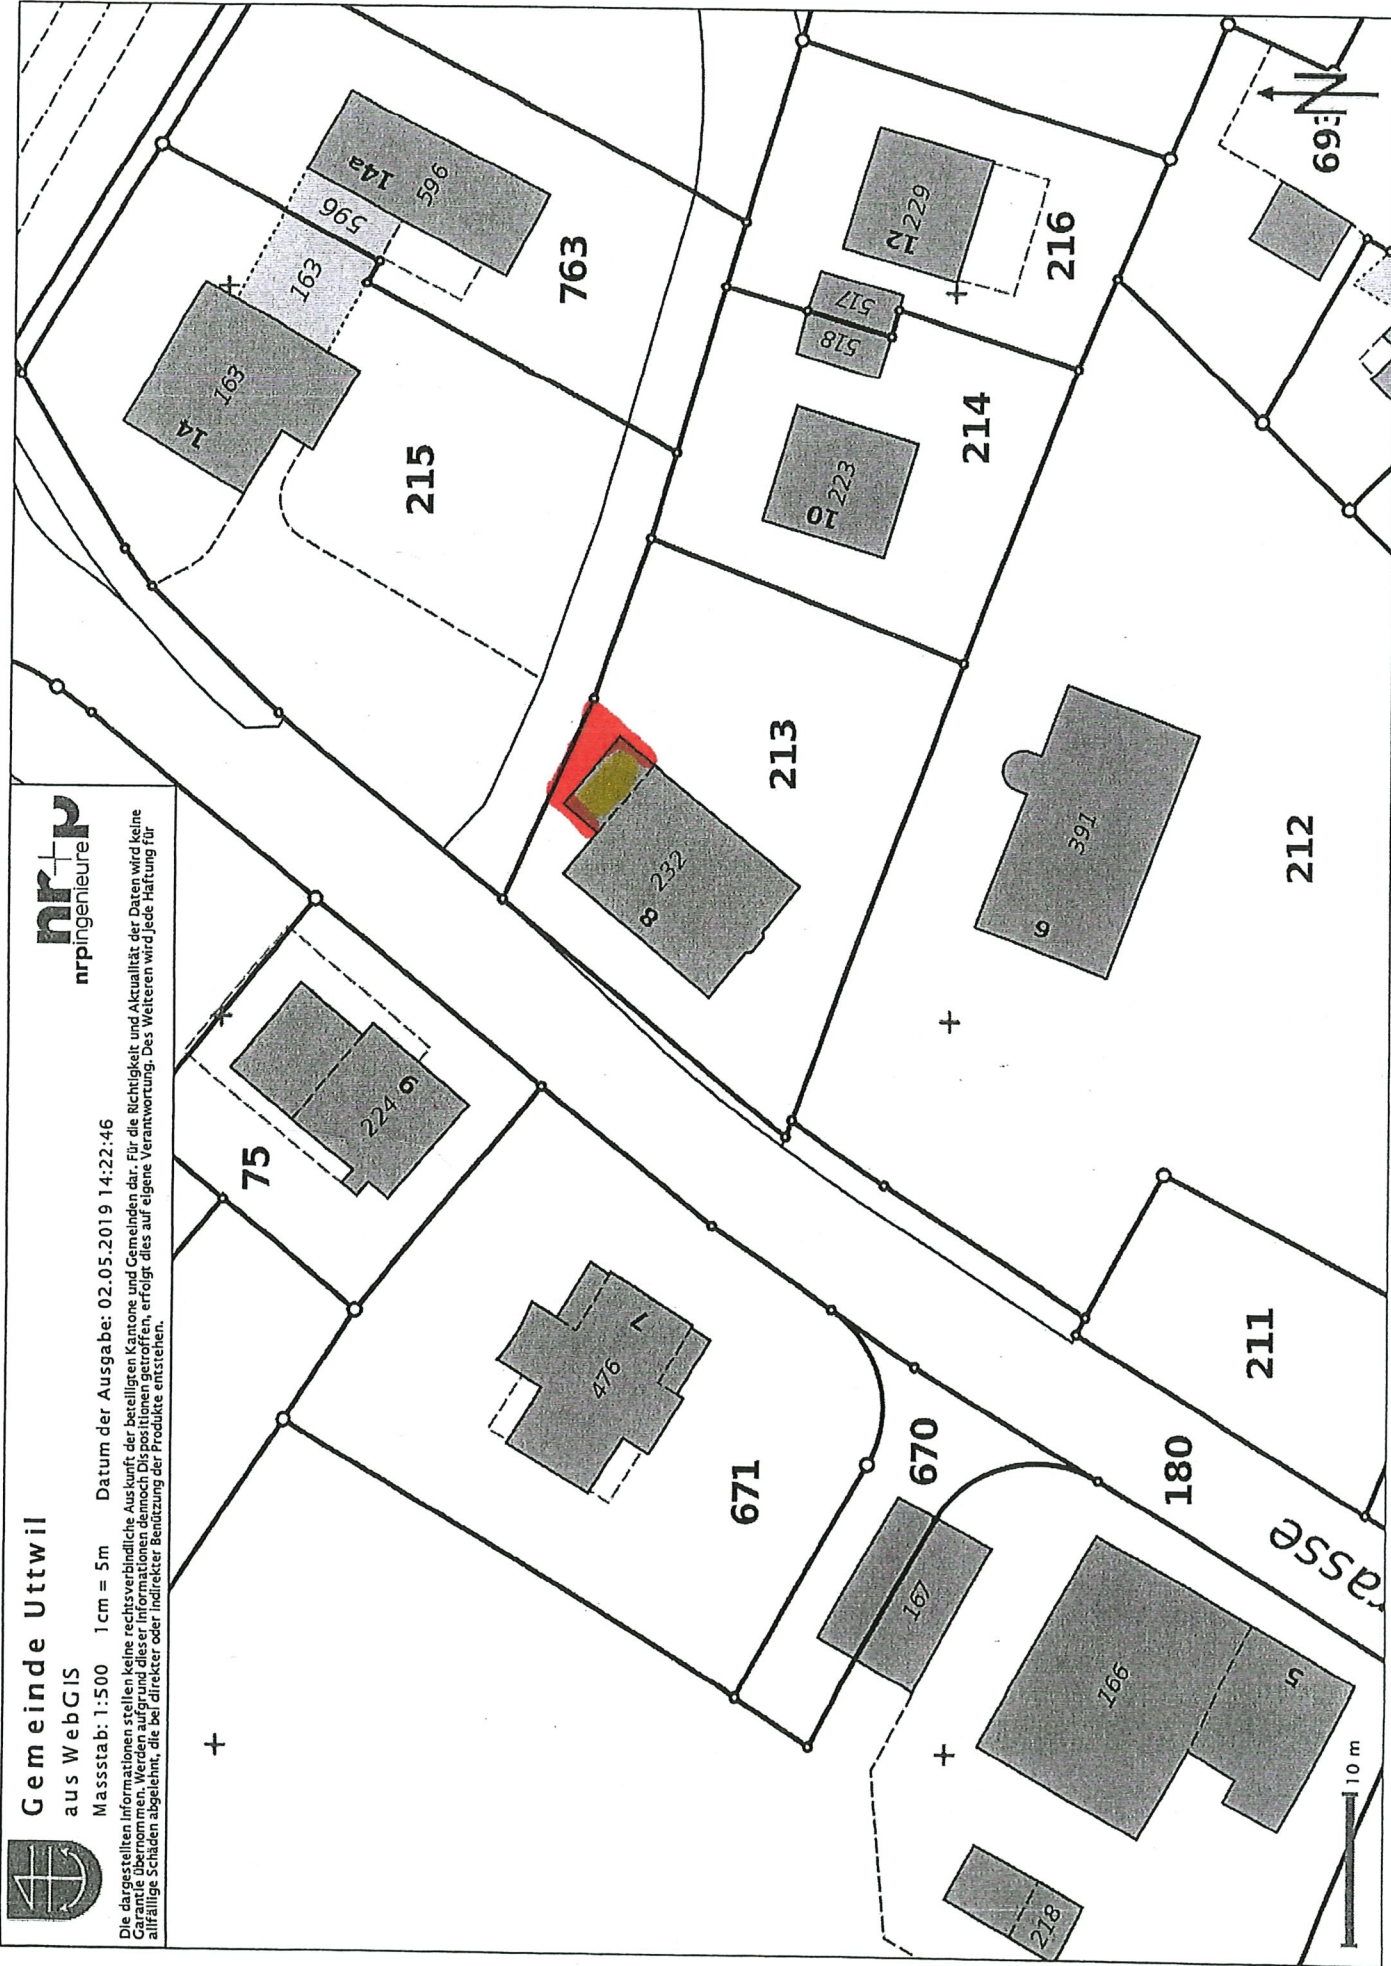 Gemeinde Uttwil
aus WebGIS
Massstab: 1:500 1cm = 5m Datum der Ausgabe: 02.05.2019 14:22:46
nr+p
nrpingenieure
Die dargestellten Informationen stellen keine rechtsverbindliche Auskunft der beteiligten Kantone und Gemeinden dar. Für die Richtigkeit und Aktualität der Daten wird keine
Garantie übernommen. Werden aufgrund dieser Informationen dennoch Dispositionen getroffen, erfolgt dies auf eigene Verantwortung. Des Weiteren wird jede Haftung für
allfällige Schäden abgelehnt, die bei direkter oder indirekter Benützung der Produkte entstehen.
14
163
163
596
14a
596
215
763
75
224
6
8
232
213
10
223
214
518
517
12
229
216
693
N
476
7
671
670
167
180
166
5
218
211
391
6
212
asse
10 m